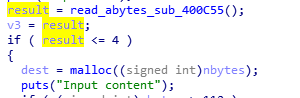 result = read_abytes_sub_400C55();
v3 = result;
if ( result <= 4 )
{
dest = malloc((signed int)nbytes);
puts("Input content");